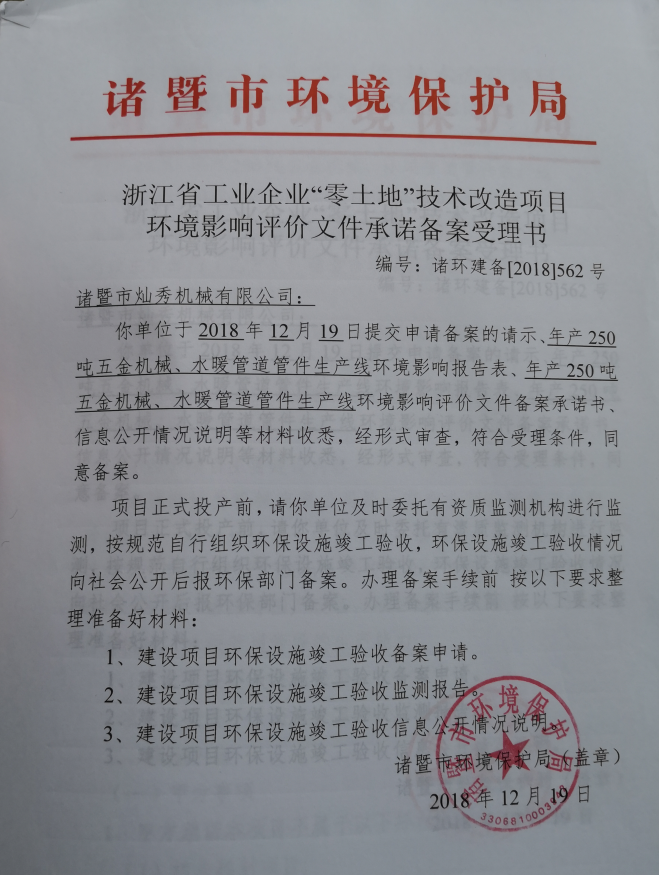 诸暨市环境保护局
浙江省工业企业“零土地”技术改造项目
环境影响评价文件承诺备案受理书
编号：诸环建备[2018]562号
诸暨市灿秀机械有限公司：
你单位于2018年12月19日提交申请备案的请示、年产250
吨五金机械、水暖管道管件生产线环境影响报告表、年产250吨
五金机械、水暖管道管件生产线环境影响评价文件备案承诺书、
信息公开情况说明等材料收悉，经形式审查，符合受理条件，同
意备案。
项目正式投产前，请你单位及时委托有资质监测机构进行监
测，按规范自行组织环保设施竣工验收，环保设施竣工验收情况
向社会公开后报环保部门备案。办理备案手续前 按以下要求整
理准备好材料：
1、建设项目环保设施竣工验收备案申请。
2、建设项目环保设施竣工验收监测报告。
3、建设项目环保设施竣工验收信息公开情况说明。
诸暨市环境保护局（盖章）
2018年12月19日
诸暨市环境保护局